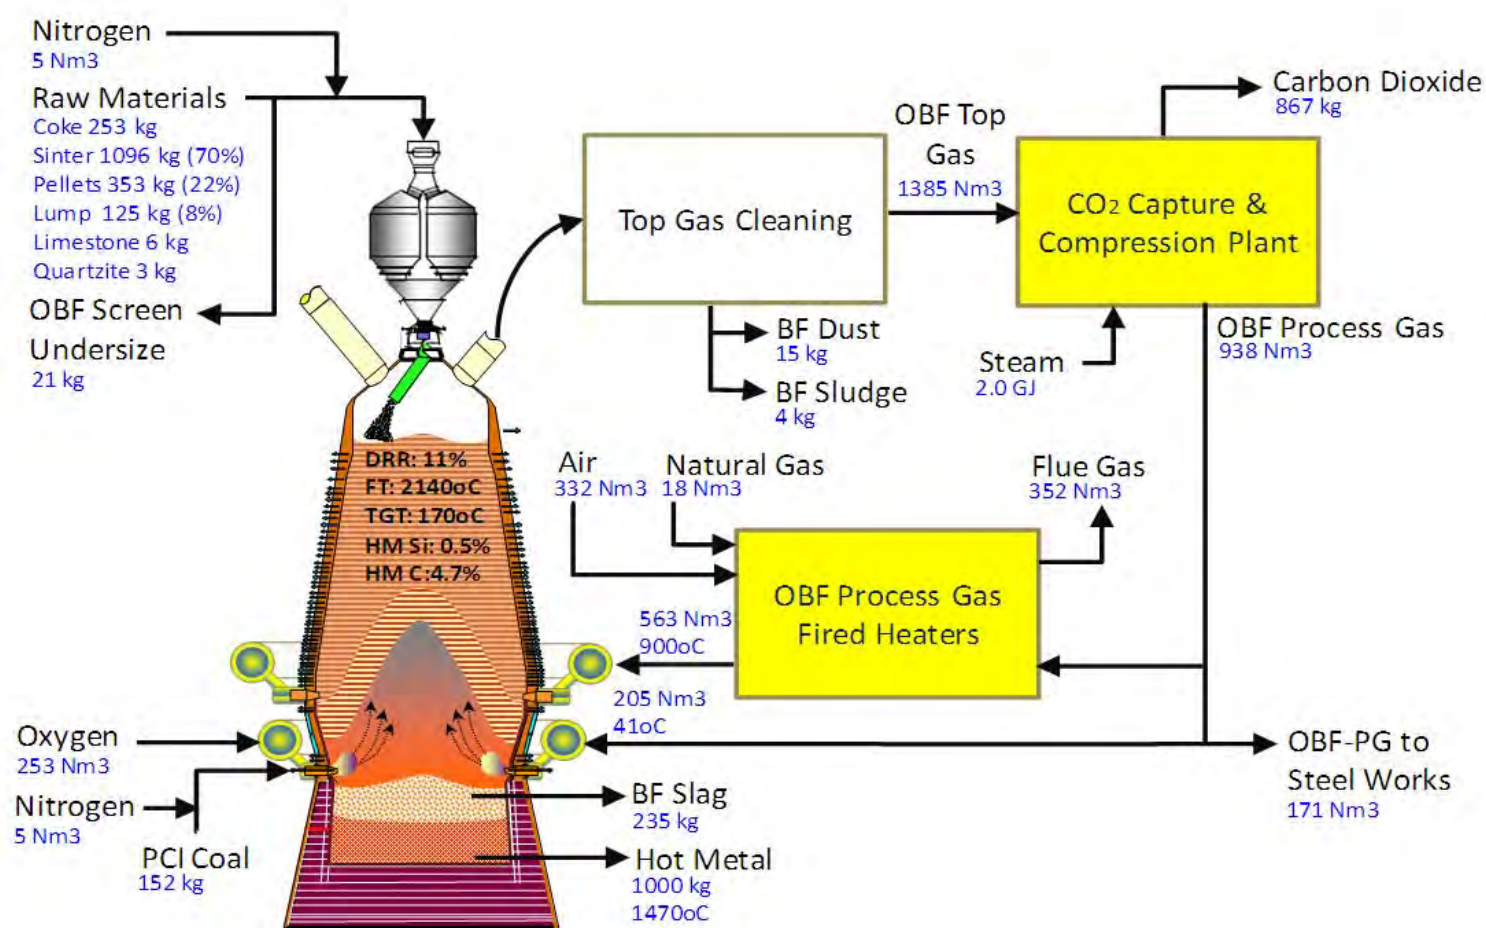 Nitrogen
5 Nm3
Raw Materials
Coke 253 kg
Sinter 1096 kg (70%)
Pellets 353 kg (22%)
Lump 125 kg (8%)
Limestone 6 kg
Quartzite 3 kg
OBF Screen
Undersize
21 kg
Top Gas Cleaning
OBF Top
Gas
1385 Nm3
CO2 Capture &
Compression Plant
Carbon Dioxide
867 kg
BF Dust
15 kg
BF Sludge
4 kg
Steam
2.0 GJ
OBF Process Gas
938 Nm3
DRR: 11%
FT: 2140oC
TGT: 170oC
HM Si: 0.5%
HM C:4.7%
Air
332 Nm3
Natural Gas
18 Nm3
Flue Gas
352 Nm3
OBF Process Gas
Fired Heaters
563 Nm3
900oC
205 Nm3
41oC
Oxygen
253 Nm3
Nitrogen
5 Nm3
PCI Coal
152 kg
BF Slag
235 kg
Hot Metal
1000 kg
1470oC
OBF-PG to
Steel Works
171 Nm3